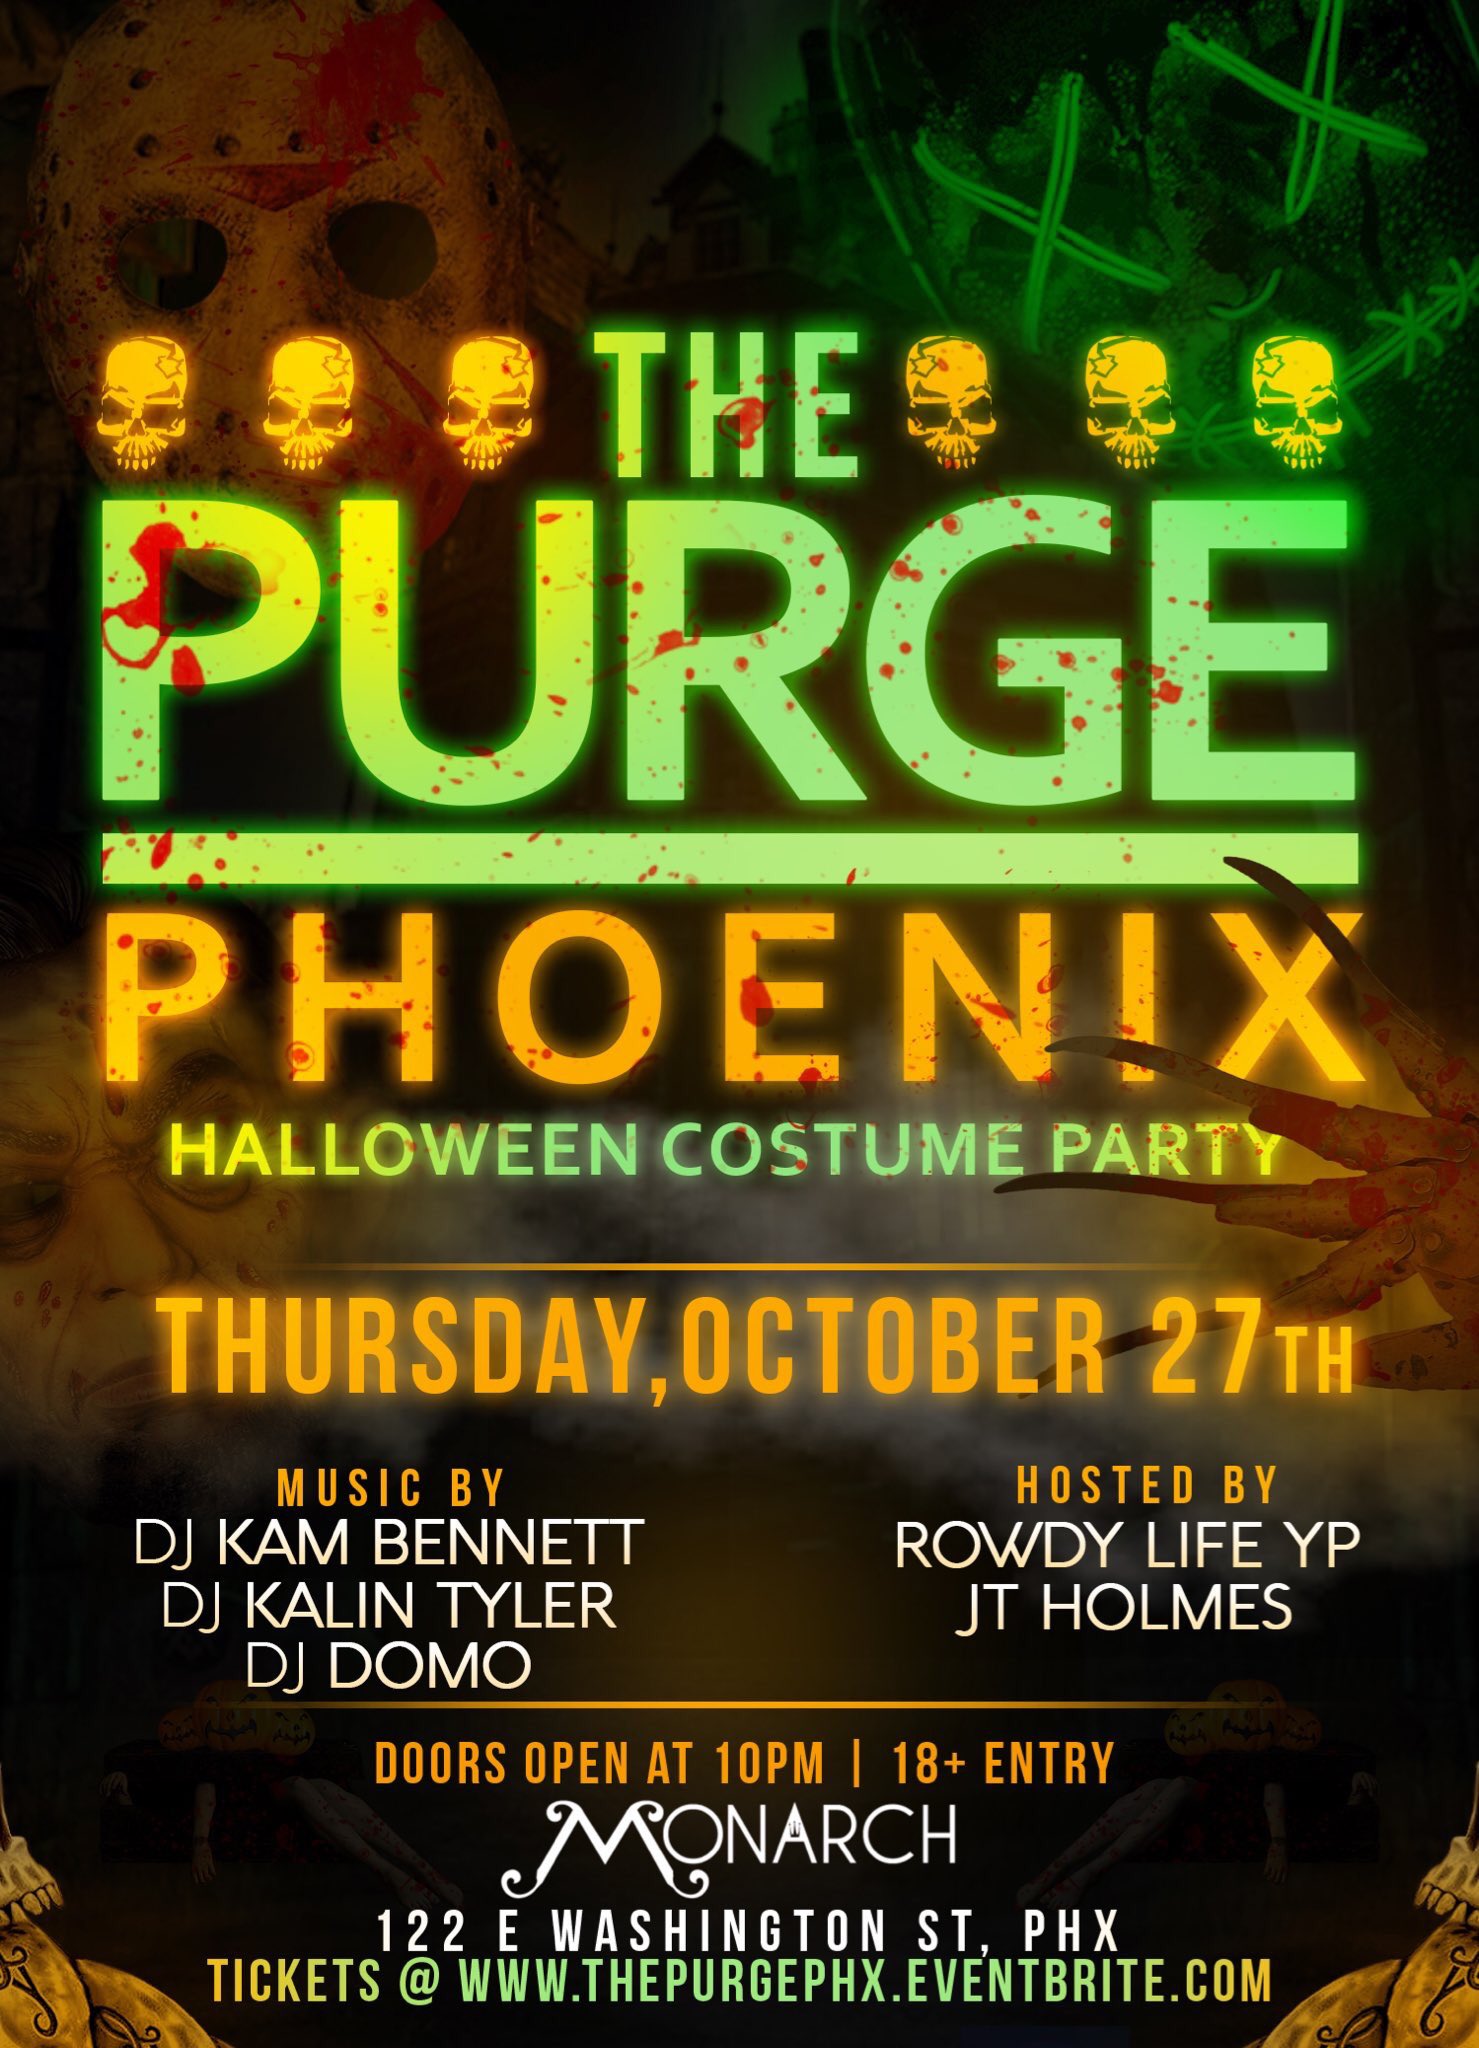 THE
PURGE
PHOENIX
HALLOWEEN COSTUME PARTY
THURSDAY,OCTOBER 27TH
MUSIC BY
DJ KAM BENNETT
DJ KALIN TYLER
DJ DOMO
HOSTED BY
ROWDY LIFE YP
JT HOLMES
DOORS OPEN AT 10PM | 18+ ENTRY
MONARCH
122 E WASHINGTON ST, PHX
TICKETS @ WWW.THEPURGEPHX.EVENTBRITE.COM